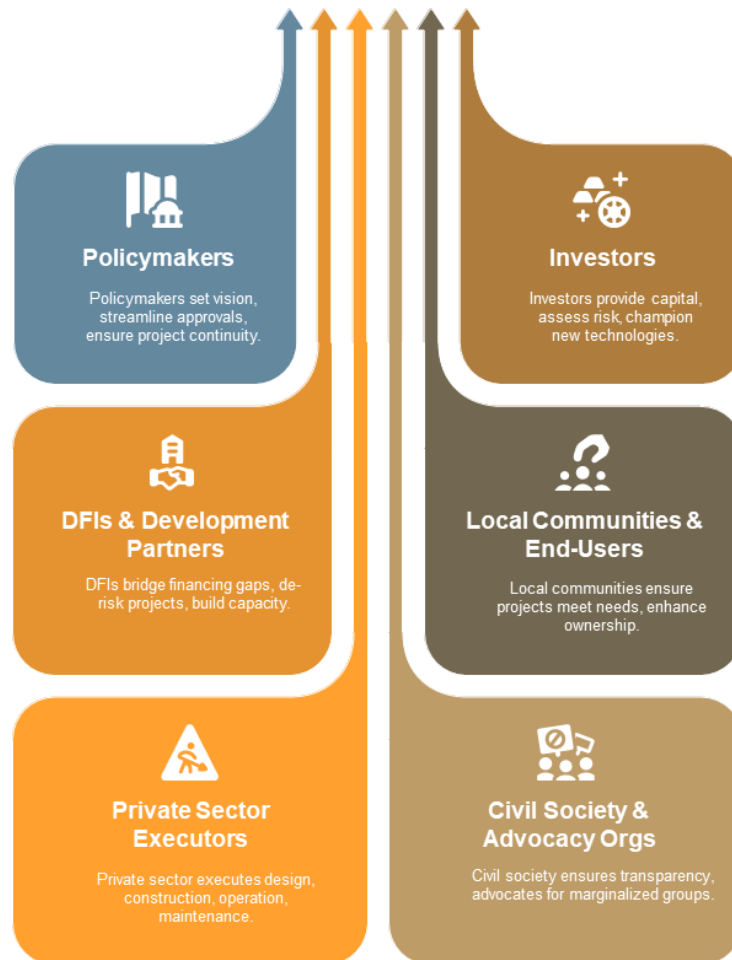 Policymakers
Policymakers set vision,
streamline approvals,
ensure project continuity.
Investors
Investors provide capital,
assess risk, champion
new technologies.
DFIs & Development
Partners
DFIs bridge financing gaps, de-
risk projects, build capacity.
Local Communities &
End-Users
Local communities ensure
projects meet needs, enhance
ownership.
Private Sector
Executors
Private sector executes design,
construction, operation,
maintenance.
Civil Society &
Advocacy Orgs
Civil society ensures transparency,
advocates for marginalized groups.